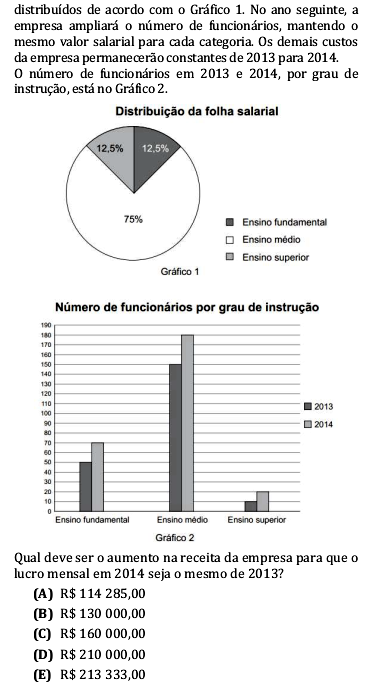 distribuídos de acordo com o Gráfico 1. No ano seguinte, a
empresa ampliará o número de funcionários, mantendo o
mesmo valor salarial para cada categoria. Os demais custos
da empresa permanecerão constantes de 2013 para 2014.
O número de funcionários em 2013 e 2014, por grau de
instrução, está no Gráfico 2.
Distribuição da folha salarial
12,5% 12,5%
75%
Ensino fundamental
Ensino médio
Ensino superior
Gráfico 1
Número de funcionários por grau de instrução
190
180
170
160
150
140
130
120
110
100
90
80
70
60
50
40
30
20
10
0
2013
2014
Ensino fundamental Ensino médio Ensino superior
Gráfico 2
Qual deve ser o aumento na receita da empresa para que o
lucro mensal em 2014 seja o mesmo de 2013?
(A) R$ 114 285,00
(B) R$ 130 000,00
(C) R$ 160 000,00
(D) R$ 210 000,00
(E) R$ 213 333,00